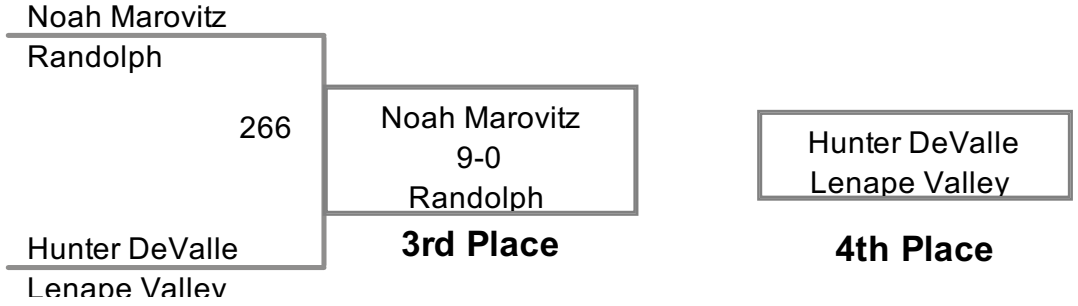 Noah Marovitz
Randolph
266
Noah Marovitz
9-0
Randolph
3rd Place
Hunter DeValle
Lenape Valley
4th Place
Hunter DeValle
Lenape Valley